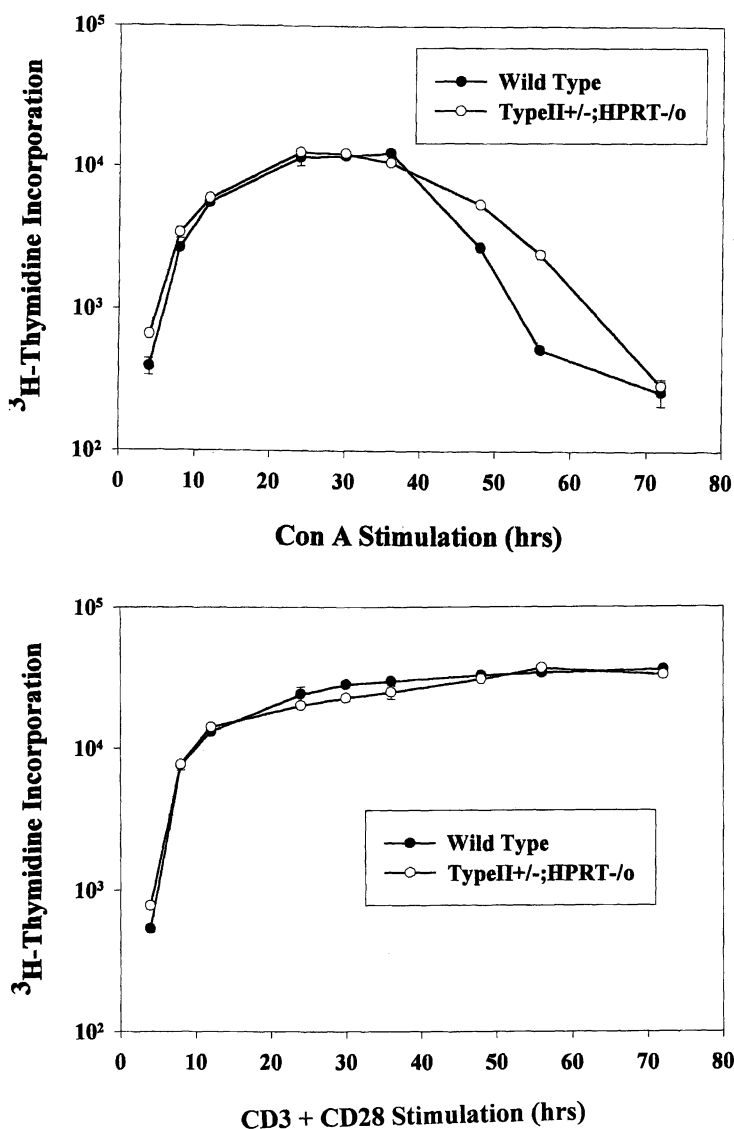 10⁵
10⁴
10³
10²
³H-Thymidine Incorporation
Wild Type
TypeII+/-;HPRT-/o
0 10 20 30 40 50 60 70 80
Con A Stimulation (hrs)
10⁵
10⁴
10³
10²
³H-Thymidine Incorporation
Wild Type
TypeII+/-;HPRT-/o
0 10 20 30 40 50 60 70 80
CD3 + CD28 Stimulation (hrs)